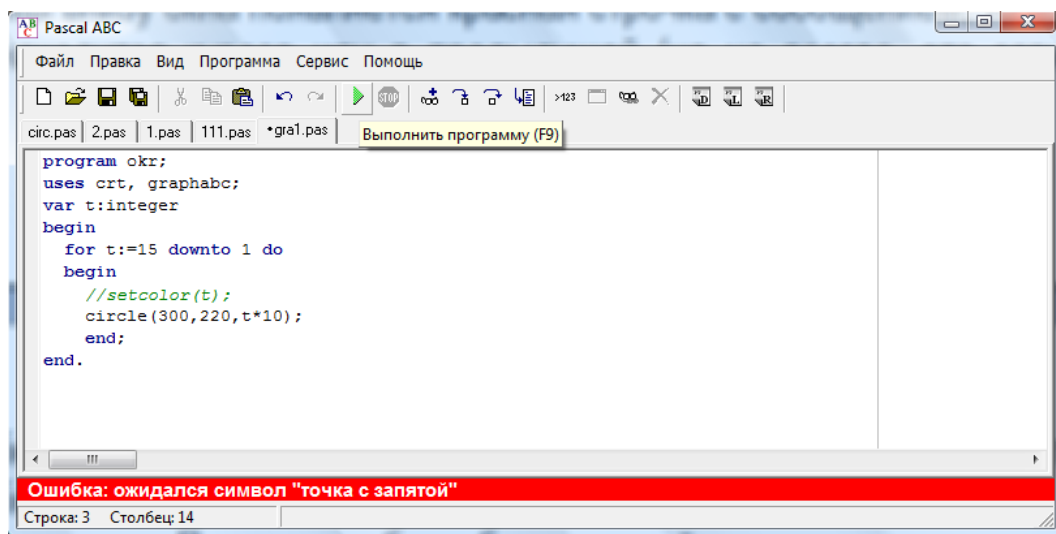 Pascal ABC
Файл Правка Вид Программа Сервис Помощь
STOP >123 D L R
circ.pas 2.pas 1.pas 111.pas •gra1.pas
Выполнить программу (F9)
program okr;
uses crt, graphabc;
var t:integer
begin
for t:=15 downto 1 do
begin
//setcolor(t);
circle(300,220,t*10);
end;
end.
Ошибка: ожидался символ "точка с запятой"
Строка: 3 Столбец: 14